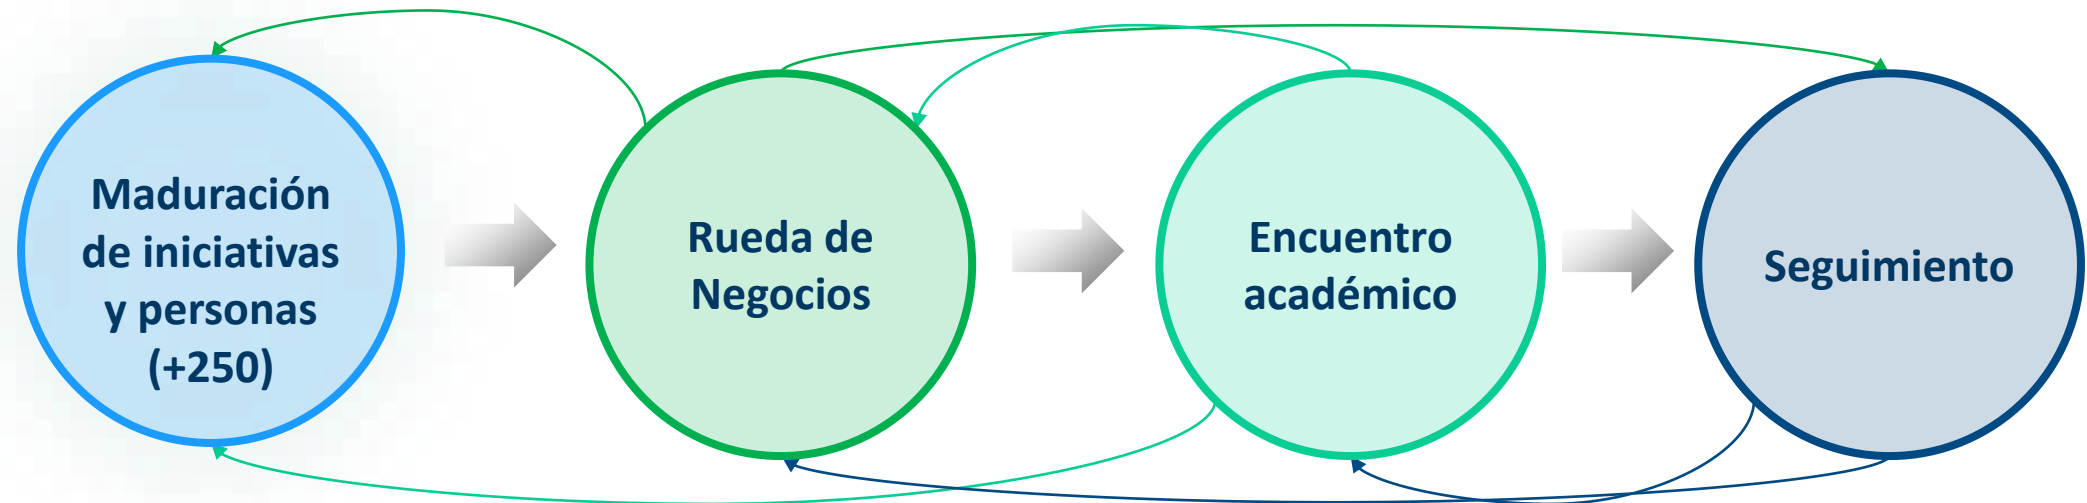 Maduración
de iniciativas
y personas
(+250)
Rueda de
Negocios
Encuentro
académico
Seguimiento